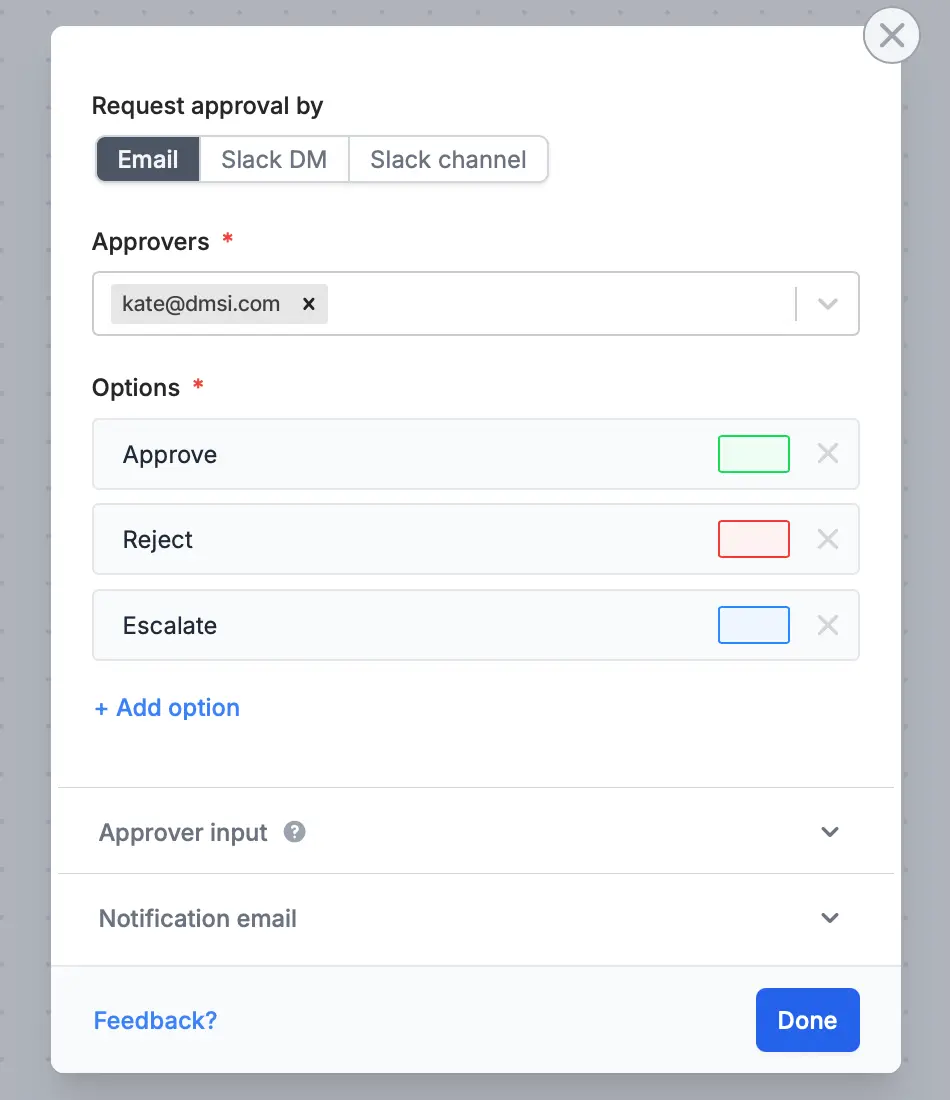 Request approval by
Email Slack DM Slack channel
Approvers *
kate@dmsi.com
Options *
Approve
Reject
Escalate
+ Add option
Approver input ?
Notification email
Feedback? Done